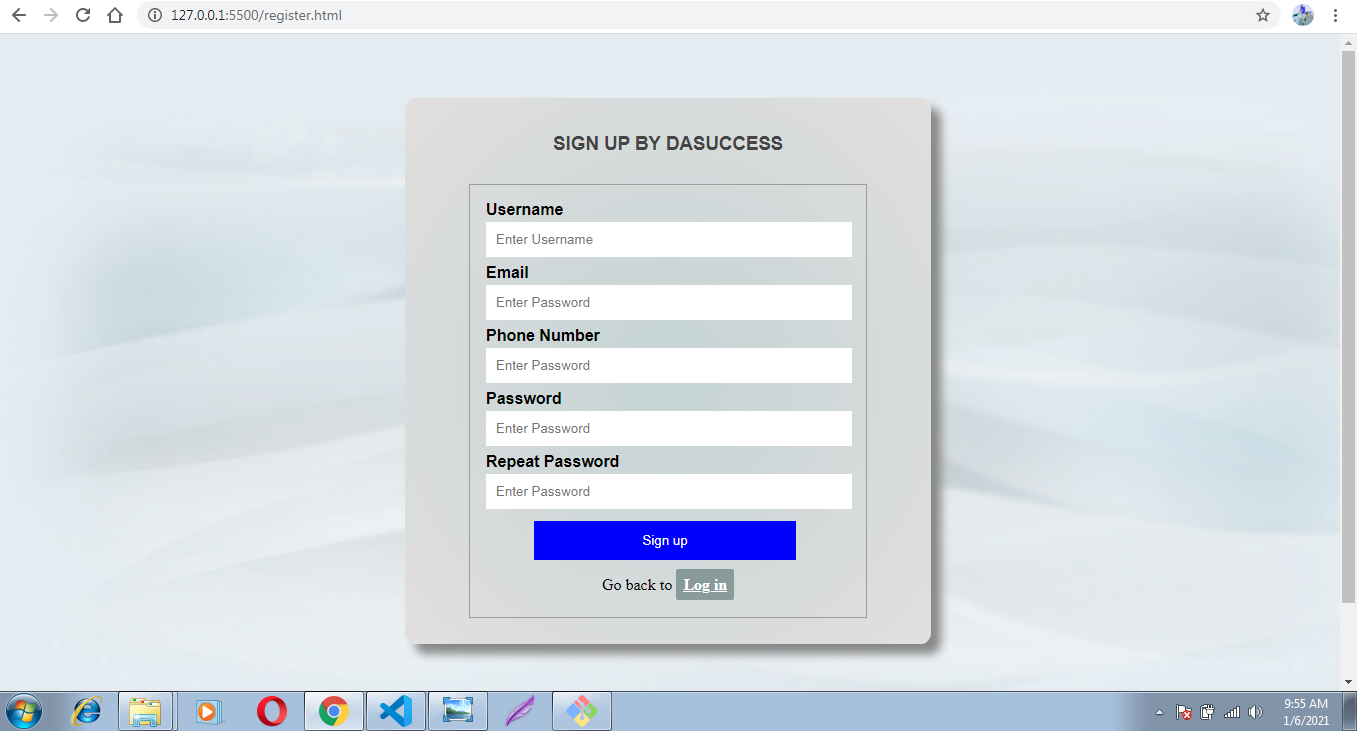 127.0.0.1:5500/register.html
SIGN UP BY DASUCCESS
Username
Enter Username
Email
Enter Password
Phone Number
Enter Password
Password
Enter Password
Repeat Password
Enter Password
Sign up
Go back to Log in
9:55 AM
1/6/2021